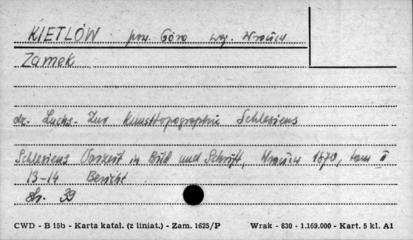 KIETLÓW pow. Góra woj. Wrocław
Zamek
dr. Luchs. Zur Kunsttopographie Schlesiens
Schlesiens Vorzeit in Bild und Schrift, Wrocław 1870, tom II
13-14 Bericht
Str. 39
CWD - B 15b - Karta katal. (z liniat.) - Zam. 1625/P Wrak - 830 - 1.169.000 - Kart. 5 kl. A1